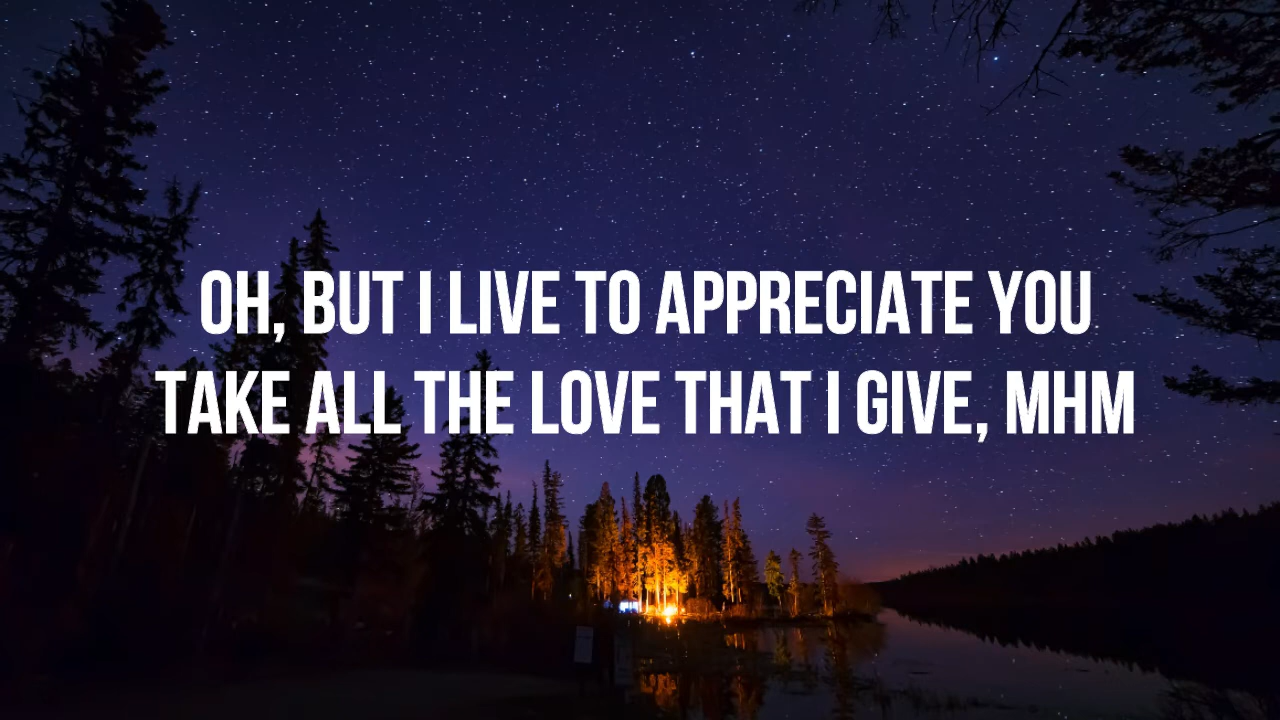 OH, BUT I LIVE TO APPRECIATE YOU
TAKE ALL THE LOVE THAT I GIVE, MHM